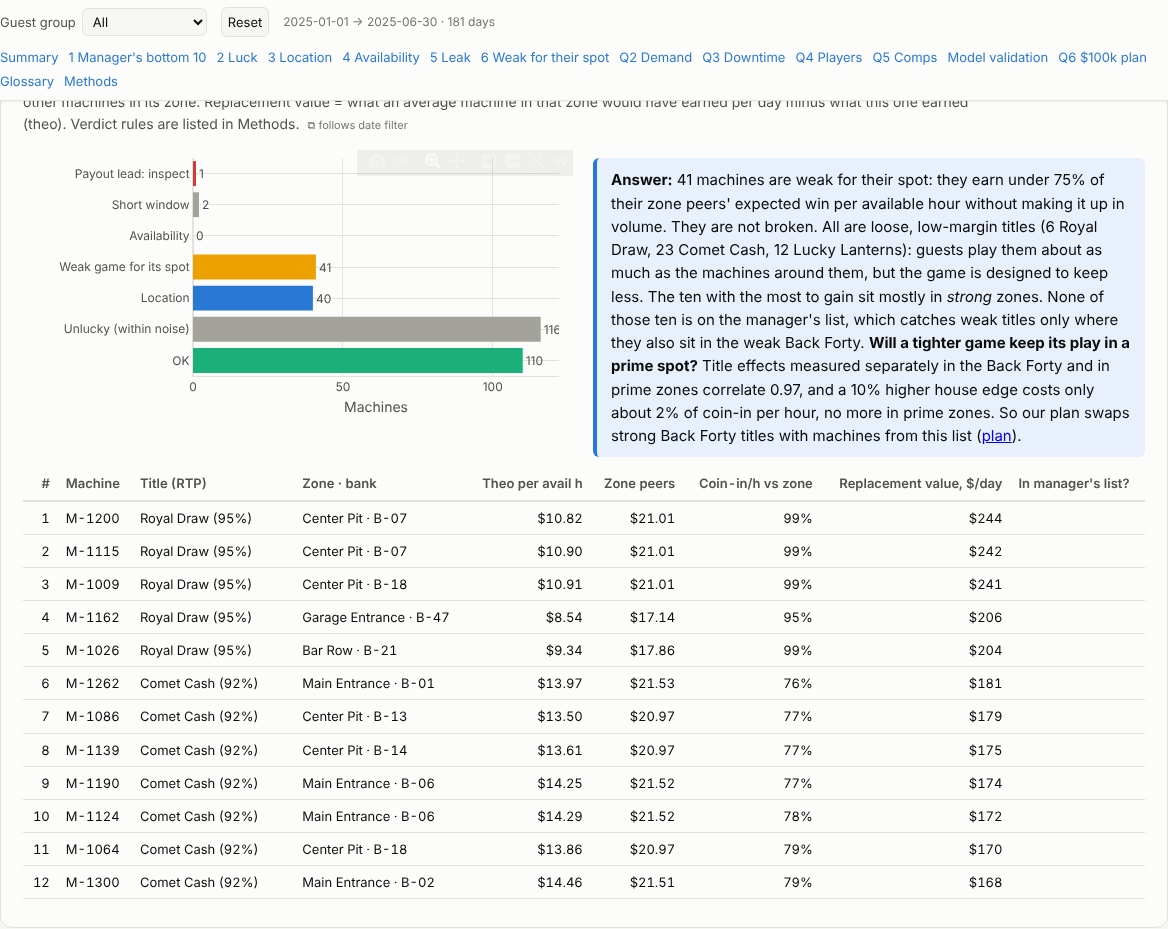 Guest group All Reset 2025-01-01 → 2025-06-30 · 181 days
Summary 1 Manager's bottom 10 2 Luck 3 Location 4 Availability 5 Leak 6 Weak for their spot Q2 Demand Q3 Downtime Q4 Players Q5 Comps Model validation Q6 $100k plan
Glossary Methods
other machines in its zone. Replacement value = what an average machine in that zone would have earned per day minus what this one earned
(theo). Verdict rules are listed in Methods. ⧉ follows date filter
Payout lead: inspect 1
Short window 2
Availability 0
Weak game for its spot 41
Location 40
Unlucky (within noise) 116
OK 110
0 50 100
Machines
Answer: 41 machines are weak for their spot: they earn under 75% of
their zone peers' expected win per available hour without making it up in
volume. They are not broken. All are loose, low-margin titles (6 Royal
Draw, 23 Comet Cash, 12 Lucky Lanterns): guests play them about as
much as the machines around them, but the game is designed to keep
less. The ten with the most to gain sit mostly in strong zones. None of
those ten is on the manager's list, which catches weak titles only where
they also sit in the weak Back Forty. Will a tighter game keep its play in a
prime spot? Title effects measured separately in the Back Forty and in
prime zones correlate 0.97, and a 10% higher house edge costs only
about 2% of coin-in per hour, no more in prime zones. So our plan swaps
strong Back Forty titles with machines from this list (plan).
# Machine Title (RTP) Zone · bank Theo per avail h Zone peers Coin-in/h vs zone Replacement value, $/day In manager's list?
1 M-1200 Royal Draw (95%) Center Pit · B-07 $10.82 $21.01 99% $244
2 M-1115 Royal Draw (95%) Center Pit · B-07 $10.90 $21.01 99% $242
3 M-1009 Royal Draw (95%) Center Pit · B-18 $10.91 $21.01 99% $241
4 M-1162 Royal Draw (95%) Garage Entrance · B-47 $8.54 $17.14 95% $206
5 M-1026 Royal Draw (95%) Bar Row · B-21 $9.34 $17.86 99% $204
6 M-1262 Comet Cash (92%) Main Entrance · B-01 $13.97 $21.53 76% $181
7 M-1086 Comet Cash (92%) Center Pit · B-13 $13.50 $20.97 77% $179
8 M-1139 Comet Cash (92%) Center Pit · B-14 $13.61 $20.97 77% $175
9 M-1190 Comet Cash (92%) Main Entrance · B-06 $14.25 $21.52 77% $174
10 M-1124 Comet Cash (92%) Main Entrance · B-06 $14.29 $21.52 78% $172
11 M-1064 Comet Cash (92%) Center Pit · B-18 $13.86 $20.97 79% $170
12 M-1300 Comet Cash (92%) Main Entrance · B-02 $14.46 $21.51 79% $168